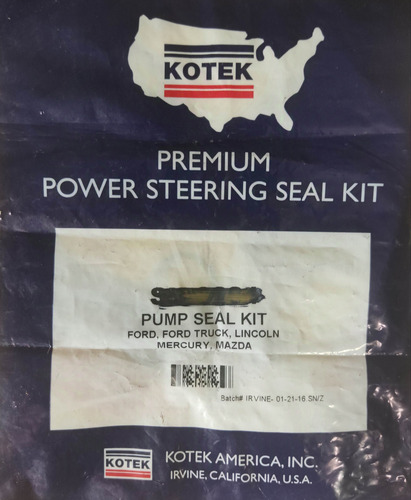 KOTEK
PREMIUM
POWER STEERING SEAL KIT
PUMP SEAL KIT
FORD, FORD TRUCK, LINCOLN
MERCURY, MAZDA
Batch# IRVINE- 01-21-16 SN/Z
KOTEK
KOTEK AMERICA, INC.
IRVINE, CALIFORNIA, U.S.A.